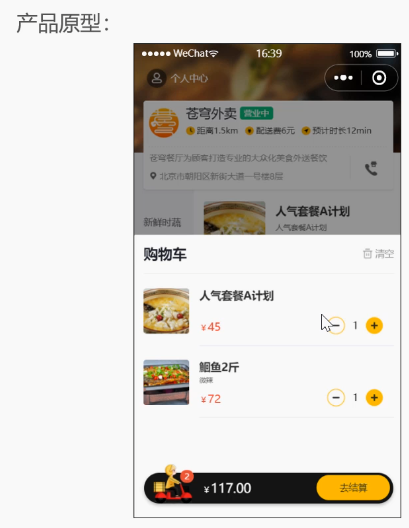 产品原型：
WeChat
16:39
100%
个人中心
苍穹外卖 营业中
距离1.5km 配送费6元 预计时长12min
苍穹餐厅为顾客打造专业的大众化美食外送餐饮
北京市朝阳区新街大道一号楼8层
新鲜时蔬
人气套餐A计划
人气套餐A计划
购物车
清空
人气套餐A计划
¥45
1
鮰鱼2斤
微辣
¥72
1
2
¥117.00
去结算